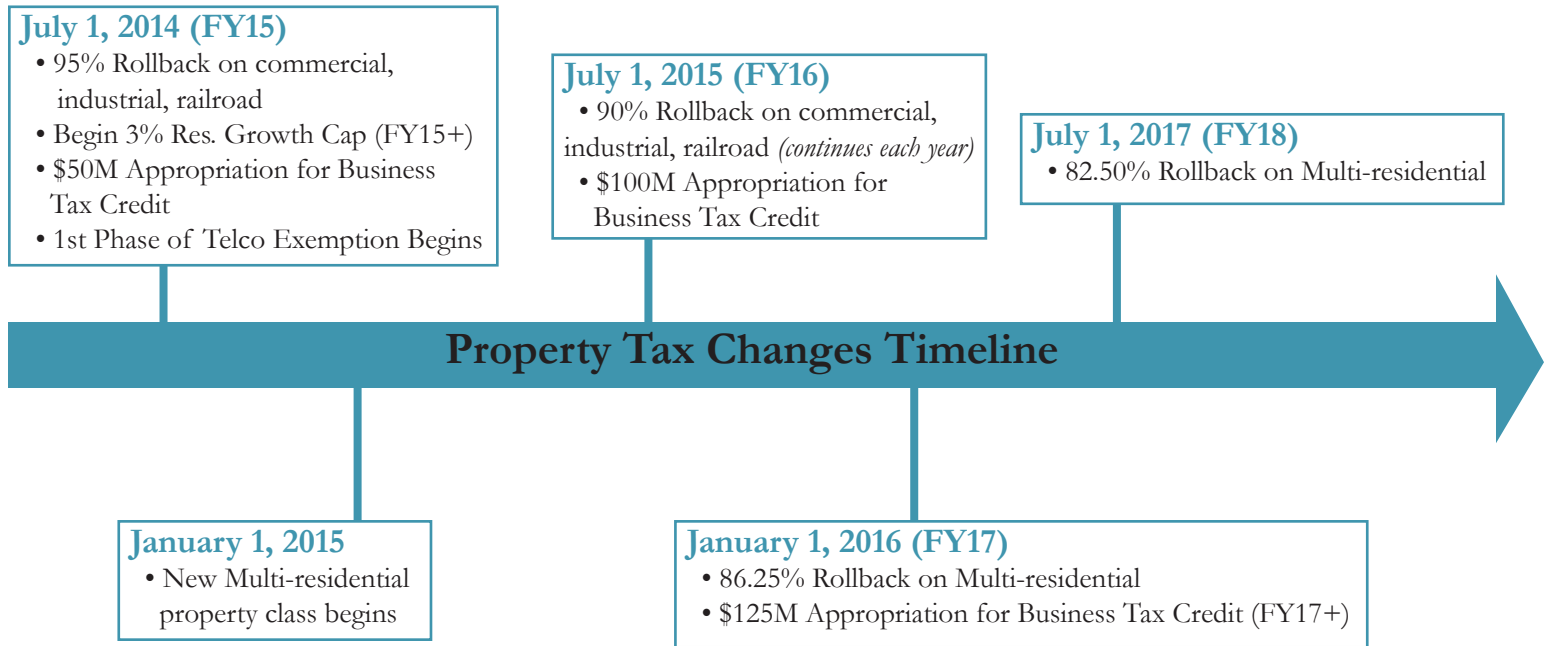 July 1, 2014 (FY15)
• 95% Rollback on commercial,
industrial, railroad
• Begin 3% Res. Growth Cap (FY15+)
• $50M Appropriation for Business
Tax Credit
• 1st Phase of Telco Exemption Begins
July 1, 2015 (FY16)
• 90% Rollback on commercial,
industrial, railroad (continues each year)
• $100M Appropriation for
Business Tax Credit
July 1, 2017 (FY18)
• 82.50% Rollback on Multi-residential
Property Tax Changes Timeline
January 1, 2015
• New Multi-residential
property class begins
January 1, 2016 (FY17)
• 86.25% Rollback on Multi-residential
• $125M Appropriation for Business Tax Credit (FY17+)